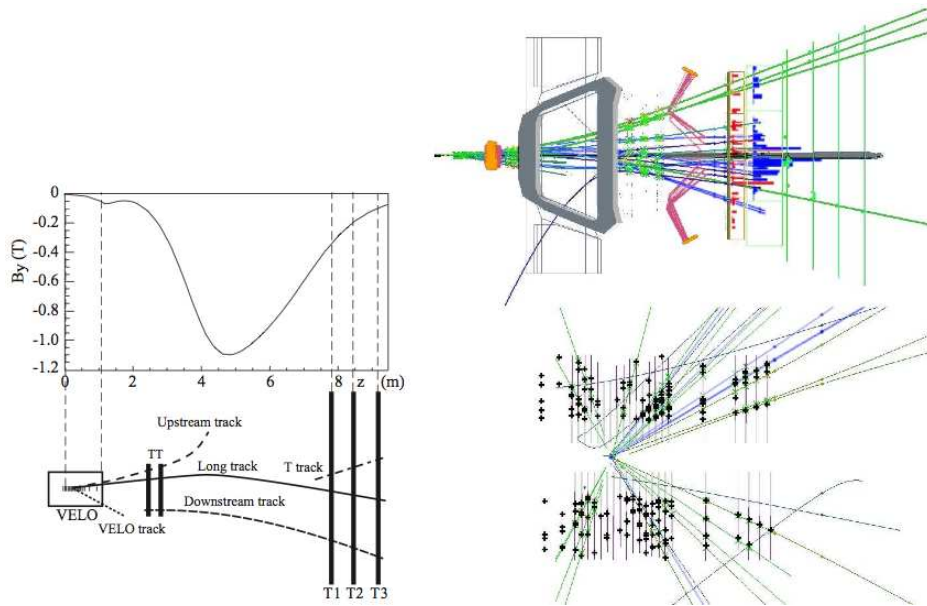 0
-0.2
-0.4
-0.6
-0.8
-1.0
-1.2
By (T)
0 2 4 6 8 z (m)
Upstream track
TT
Long track
T track
Downstream track
VELO
VELO track
T1 T2 T3